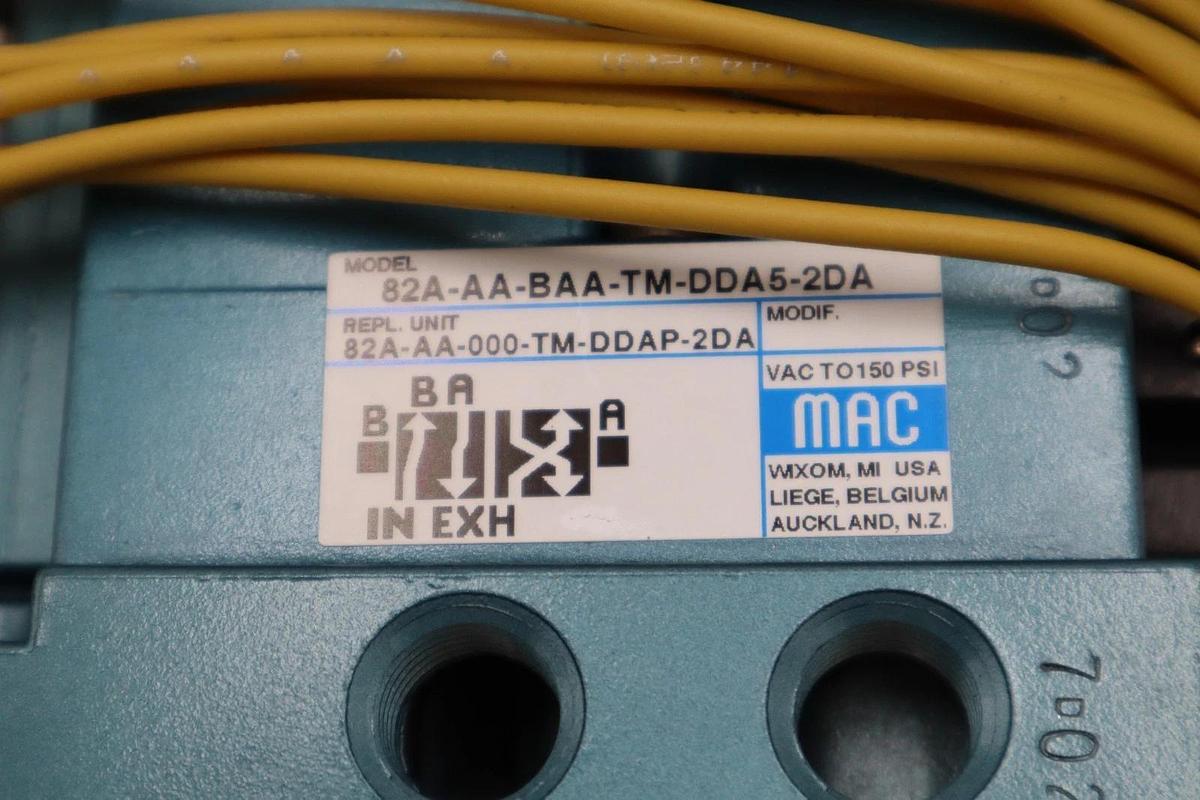 MODEL
82A-AA-BAA-TM-DDA5-2DA
REPL. UNIT
82A-AA-000-TM-DDAP-2DA
MODIF.
VAC TO150 PSI
MAC
WIXOM, MI USA
LIEGE, BELGIUM
AUCKLAND, N.Z.
B A
B
A
IN EXH